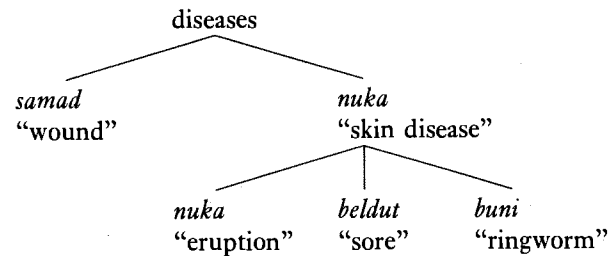 diseases
samad nuka
“wound” “skin disease”
nuka beldut buni
“eruption” “sore” “ringworm”